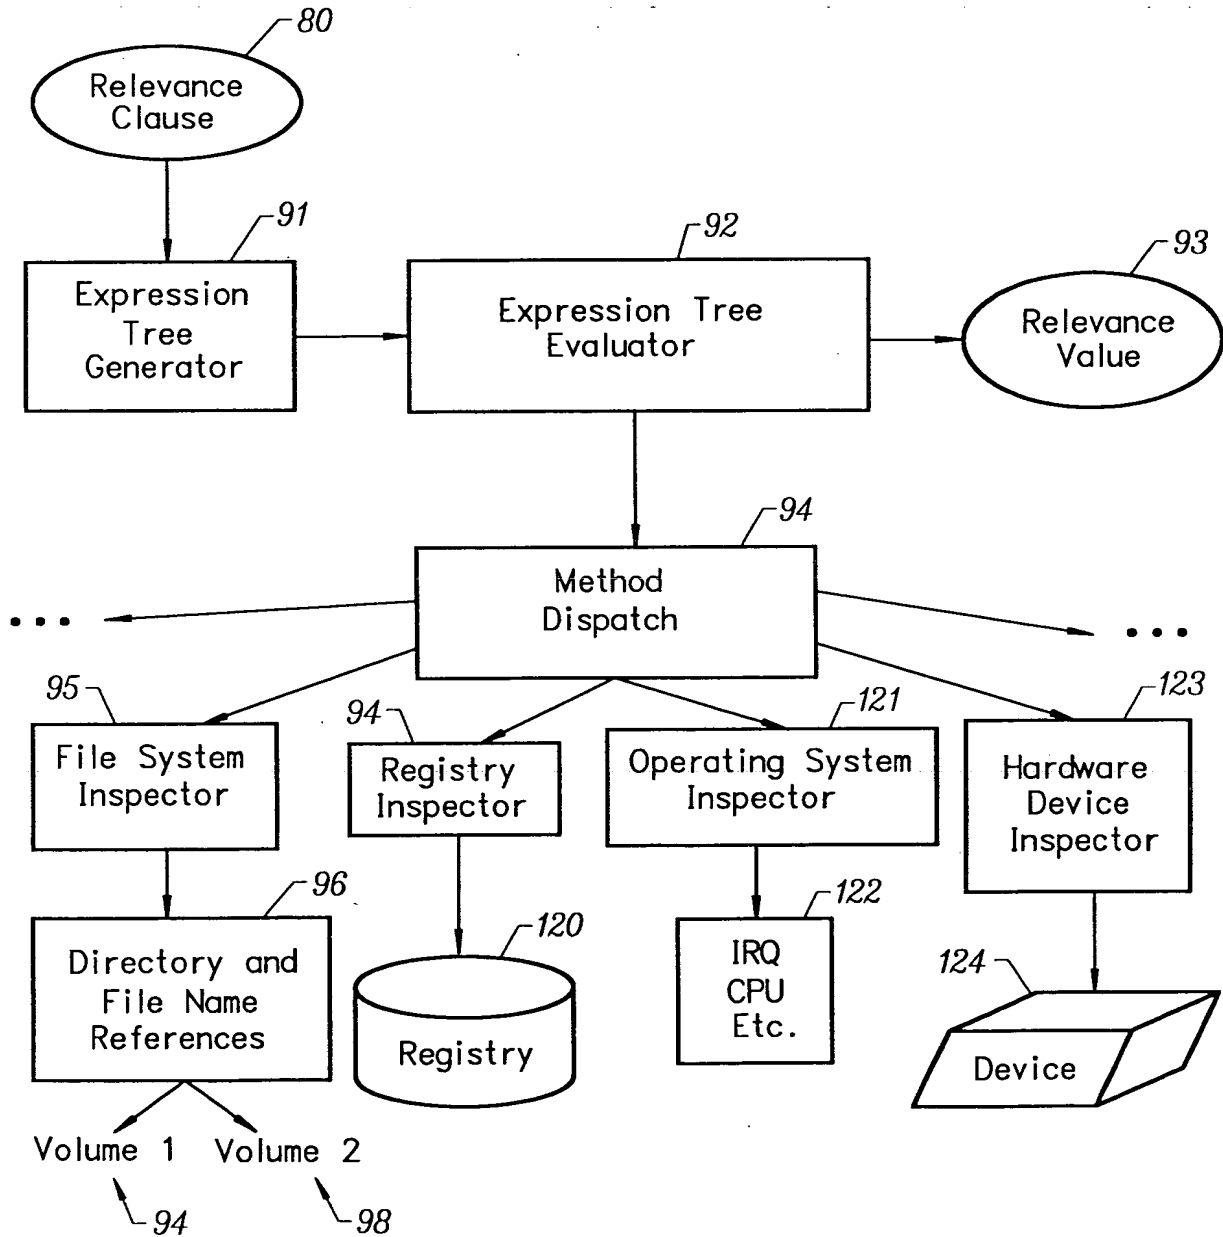 80
Relevance
Clause
91
Expression
Tree
Generator
92
Expression Tree
Evaluator
93
Relevance
Value
94
Method
Dispatch
• • •
• • •
95
File System
Inspector
94
Registry
Inspector
121
Operating System
Inspector
123
Hardware
Device
Inspector
96
Directory and
File Name
References
120
Registry
122
IRQ
CPU
Etc.
124
Device
Volume 1
Volume 2
94
98